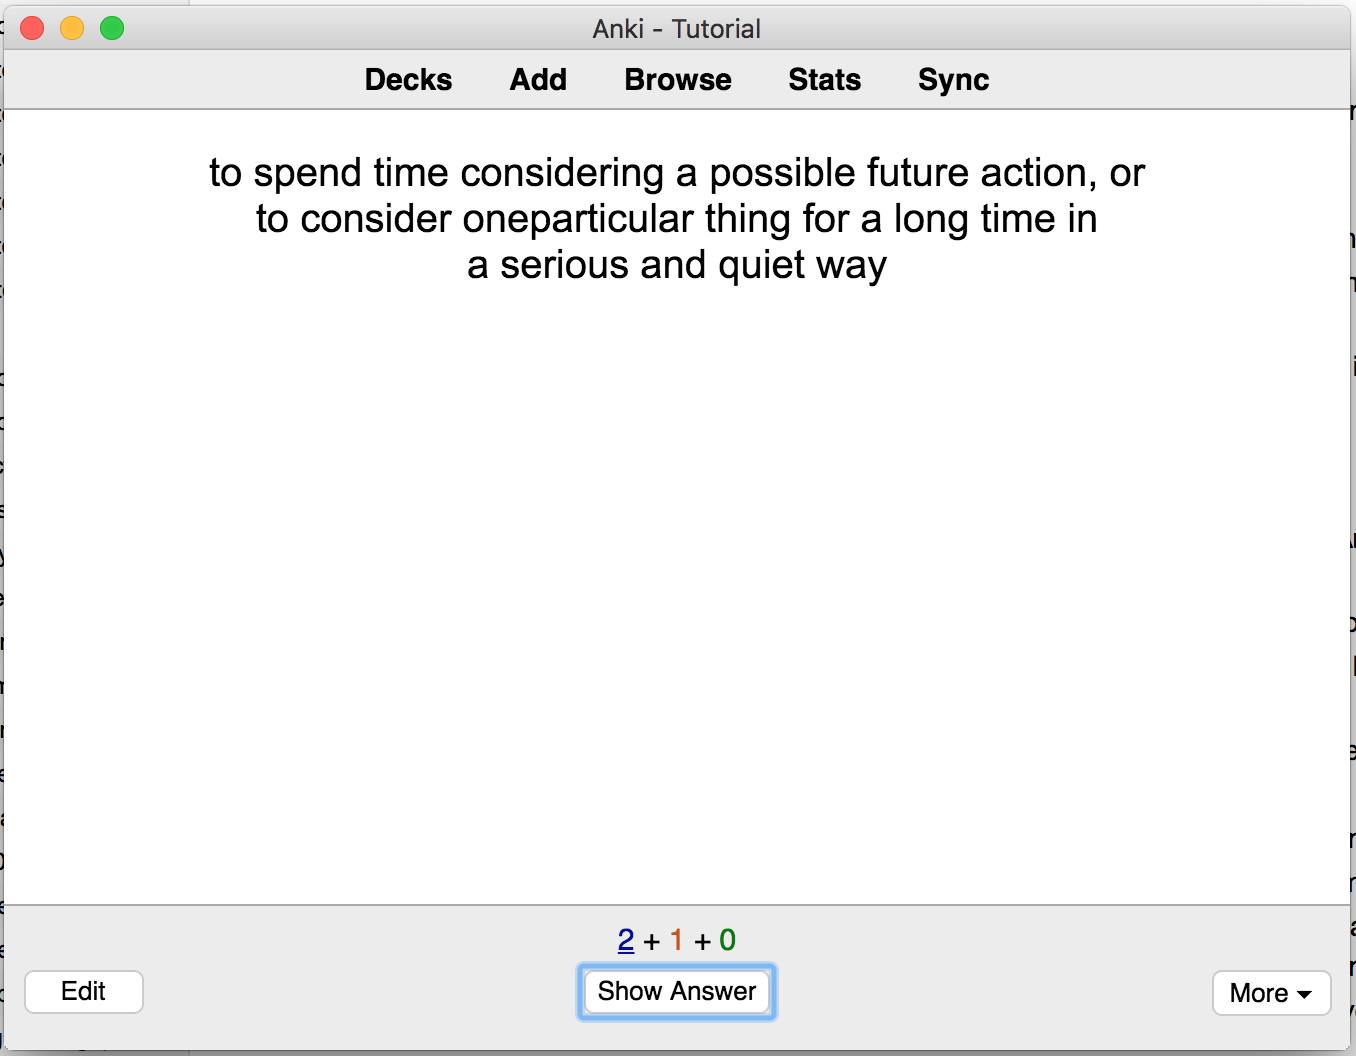 Anki - Tutorial
Decks Add Browse Stats Sync
to spend time considering a possible future action, or
to consider oneparticular thing for a long time in
a serious and quiet way
2 + 1 + 0
Edit Show Answer More